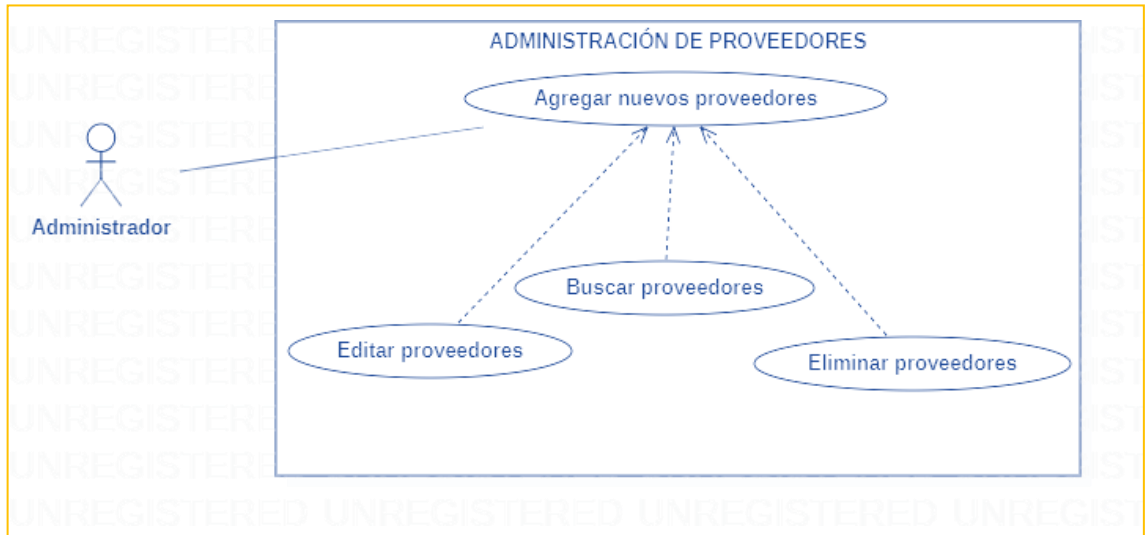 ADMINISTRACIÓN DE PROVEEDORES
Agregar nuevos proveedores
Administrador
Buscar proveedores
Editar proveedores
Eliminar proveedores
UNREGISTERED UNREGISTERED UNREGISTERED UNREGIST